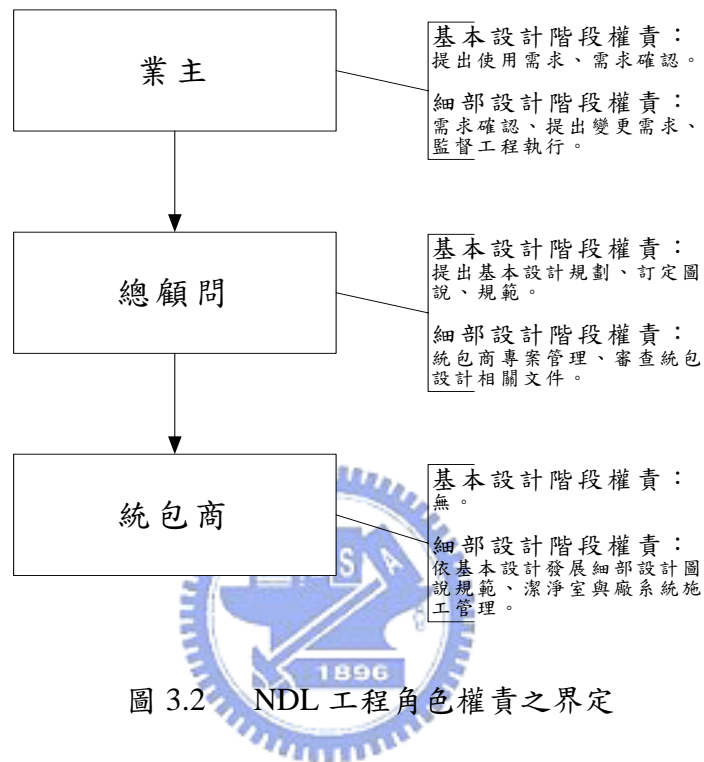 業主
基本設計階段權責：
提出使用需求、需求確認。
細部設計階段權責：
需求確認、提出變更需求、
監督工程執行。
總顧問
基本設計階段權責：
提出基本設計規劃、訂定圖
說、規範。
細部設計階段權責：
統包商專案管理、審查統包
設計相關文件。
統包商
基本設計階段權責：
無。
細部設計階段權責：
依基本設計發展細部設計圖
說規範、潔淨室與廠系統施
工管理。
1896
圖 3.2 NDL 工程角色權責之界定